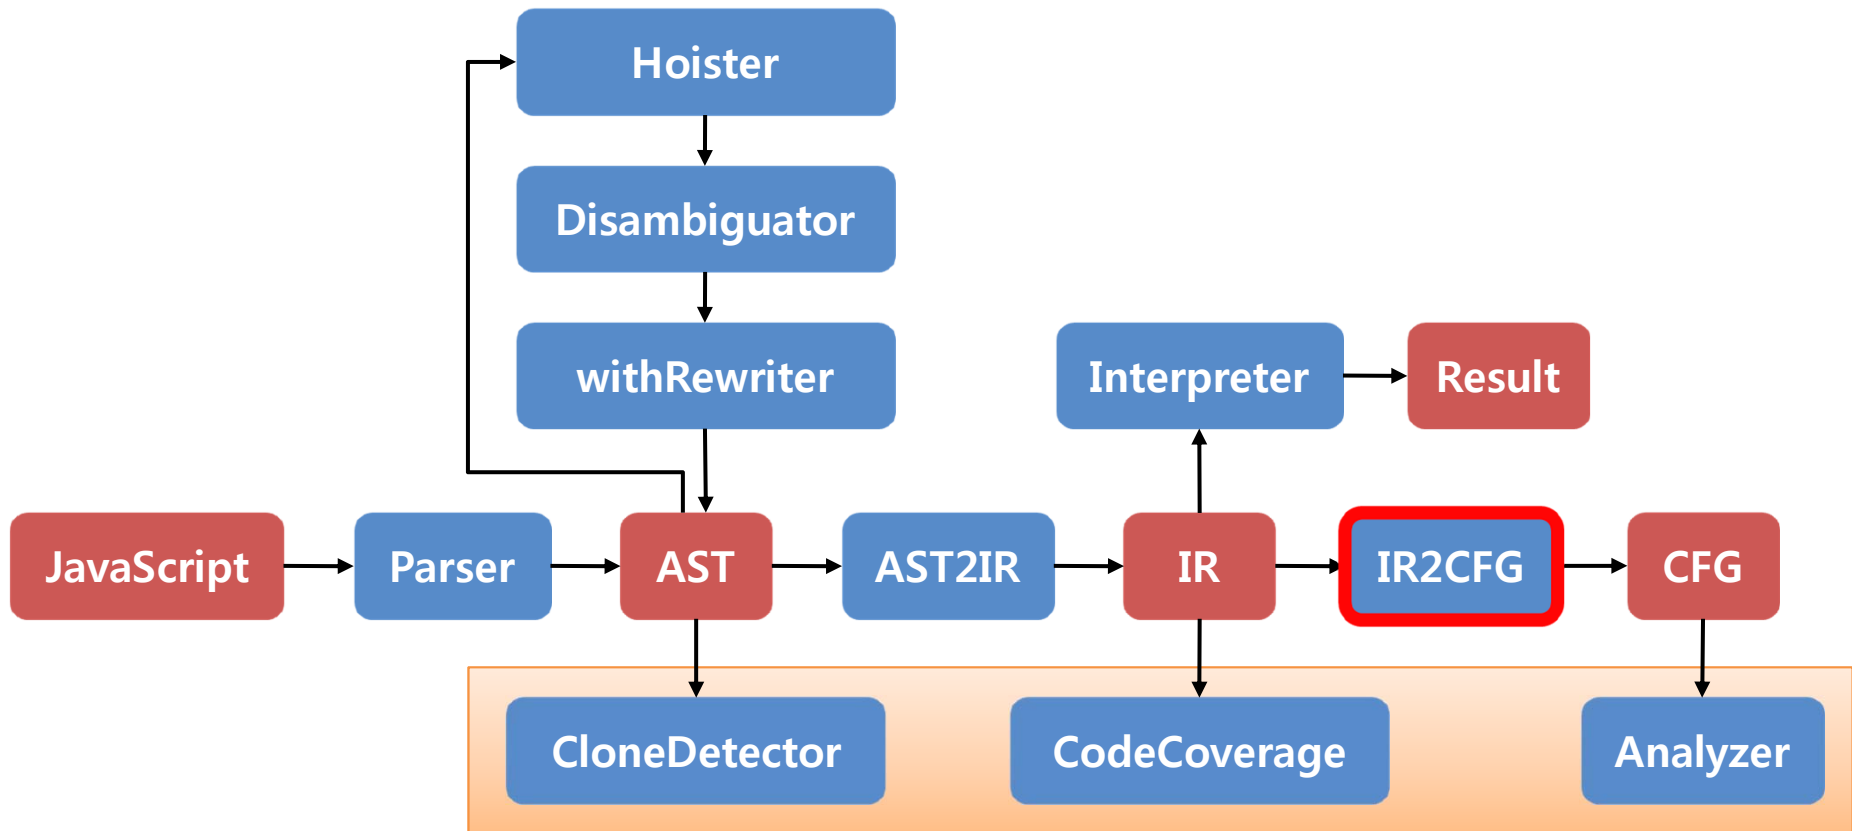 Hoister
Disambiguator
withRewriter
Interpreter
Result
JavaScript
Parser
AST
AST2IR
IR
IR2CFG
CFG
CloneDetector
CodeCoverage
Analyzer